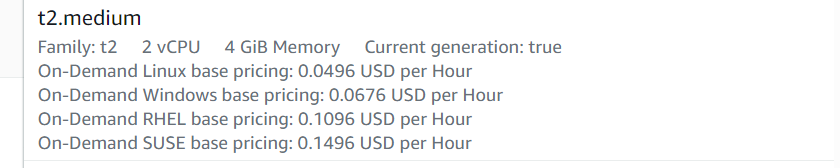 t2.medium
Family: t2 2 vCPU 4 GiB Memory Current generation: true
On-Demand Linux base pricing: 0.0496 USD per Hour
On-Demand Windows base pricing: 0.0676 USD per Hour
On-Demand RHEL base pricing: 0.1096 USD per Hour
On-Demand SUSE base pricing: 0.1496 USD per Hour